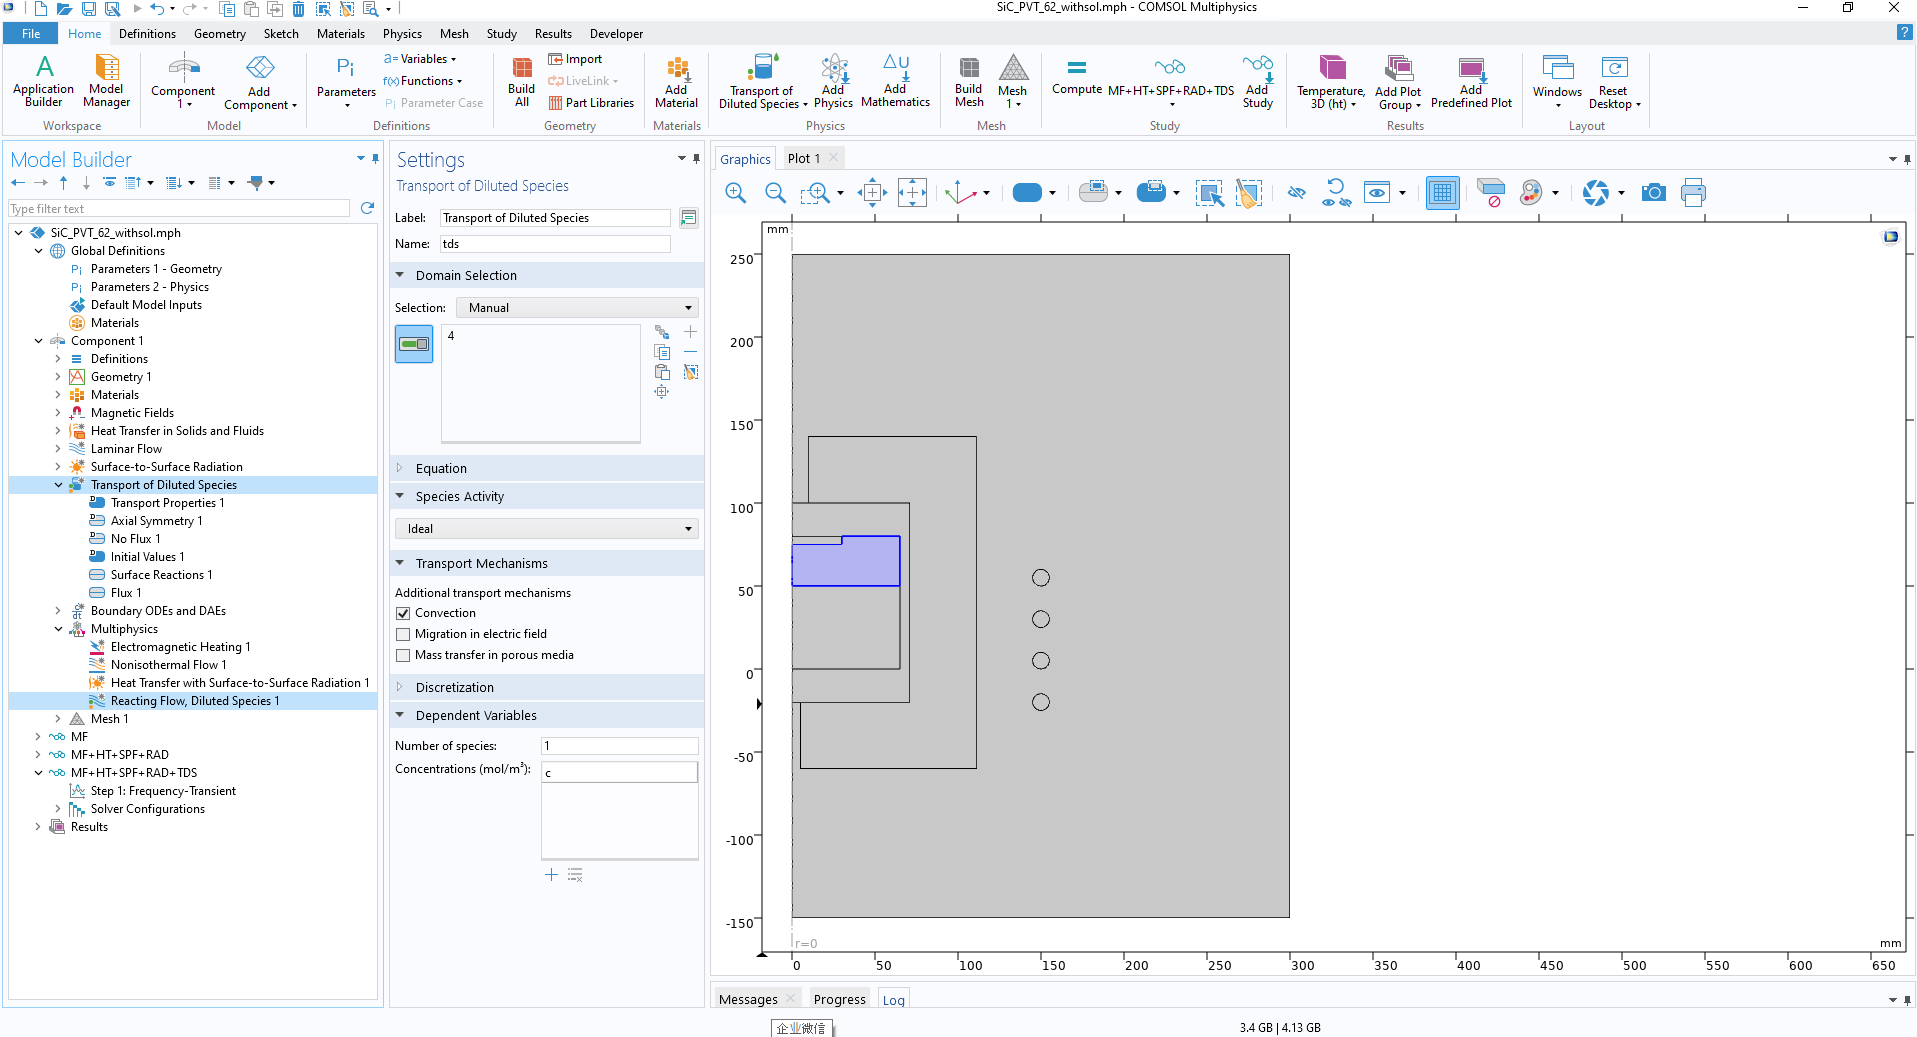 SiC_PVT_62_withsol.mph - COMSOL Multiphysics
File Home Definitions Geometry Sketch Materials Physics Mesh Study Results Developer
Application Builder
Model Manager
Workspace
Component 1
Add Component
Model
Pi Parameters
a= Variables
f(x) Functions
Pi Parameter Case
Definitions
Build All
Import
LiveLink
Part Libraries
Geometry
Add Material
Materials
Transport of Diluted Species
Add Physics
ΔU Add Mathematics
Physics
Build Mesh
Mesh 1
Mesh
Compute
MF+HT+SPF+RAD+TDS
Add Study
Study
Temperature, 3D (ht)
Add Plot Group
Add Predefined Plot
Results
Windows
Reset Desktop
Layout
Model Builder
Type filter text
SiC_PVT_62_withsol.mph
Global Definitions
Pi Parameters 1 - Geometry
Pi Parameters 2 - Physics
Default Model Inputs
Materials
Component 1
Definitions
Geometry 1
Materials
Magnetic Fields
Heat Transfer in Solids and Fluids
Laminar Flow
Surface-to-Surface Radiation
Transport of Diluted Species
Transport Properties 1
Axial Symmetry 1
No Flux 1
Initial Values 1
Surface Reactions 1
Flux 1
Boundary ODEs and DAEs
Multiphysics
Electromagnetic Heating 1
Nonisothermal Flow 1
Heat Transfer with Surface-to-Surface Radiation 1
Reacting Flow, Diluted Species 1
Mesh 1
MF
MF+HT+SPF+RAD
MF+HT+SPF+RAD+TDS
Step 1: Frequency-Transient
Solver Configurations
Results
Settings
Transport of Diluted Species
Label: Transport of Diluted Species
Name: tds
Domain Selection
Selection: Manual
4
Equation
Species Activity
Ideal
Transport Mechanisms
Additional transport mechanisms
Convection
Migration in electric field
Mass transfer in porous media
Discretization
Dependent Variables
Number of species: 1
Concentrations (mol/m³): c
Graphics Plot 1
mm
250
200
150
100
50
0
-50
-100
-150
r=0
mm
0 50 100 150 200 250 300 350 400 450 500 550 600 650
Messages Progress Log
企业微信
3.4 GB | 4.13 GB